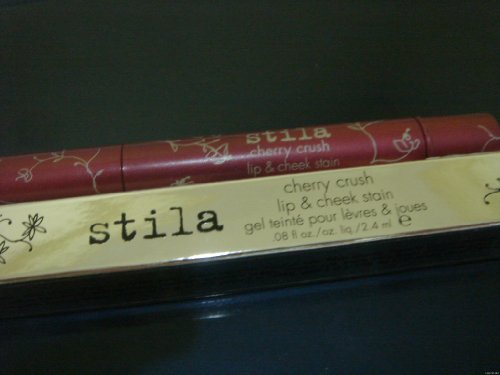 stila
cherry crush
lip & cheek stain
stila
cherry crush
lip & cheek stain
gel teinté pour lèvres & joues
.08 fl oz./oz. liq./2.4 ml e